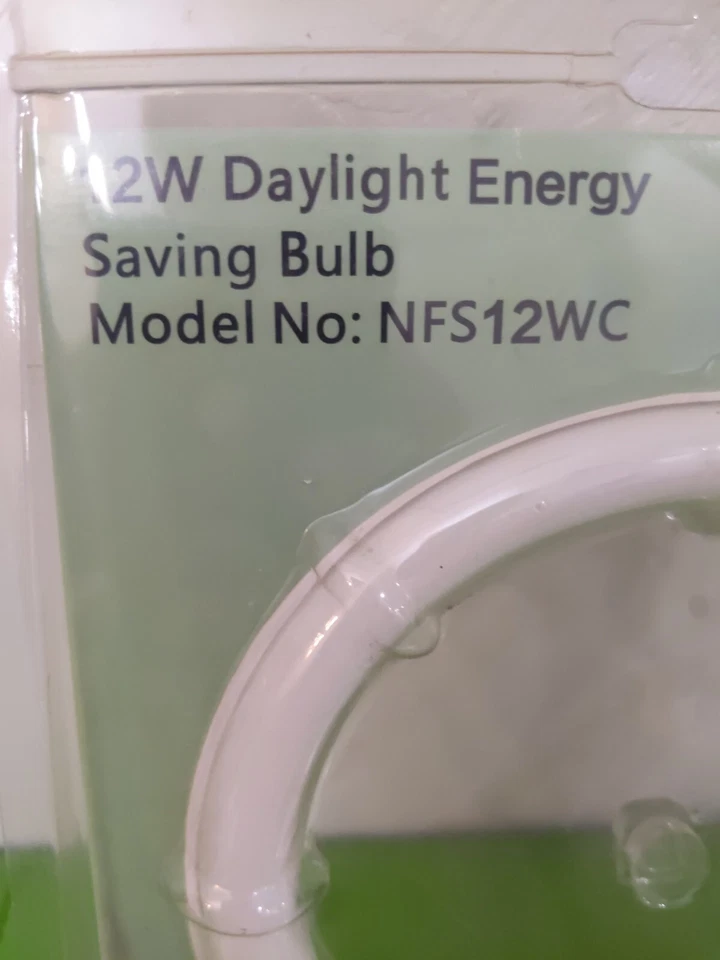 12W Daylight Energy
Saving Bulb
Model No: NFS12WC